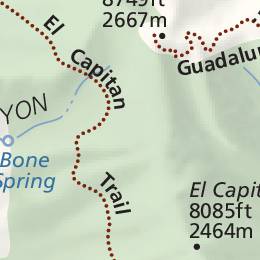 8749ft
2667m
El Capitan
Trail
Guadalu
YON
Bone
Spring
El Capit
8085ft
2464m